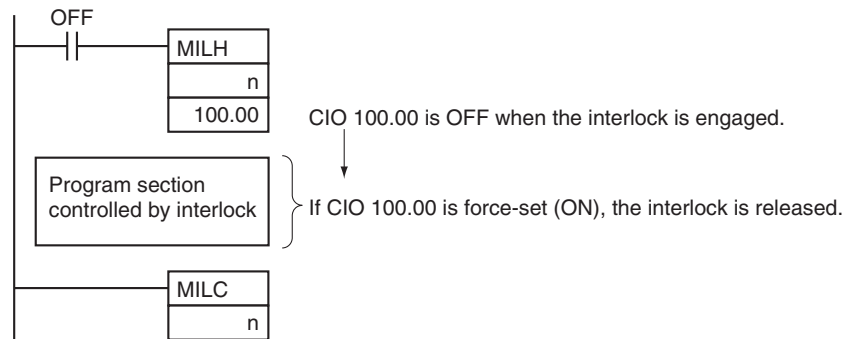 OFF
MILH
n
100.00
CIO 100.00 is OFF when the interlock is engaged.
Program section
controlled by interlock
If CIO 100.00 is force-set (ON), the interlock is released.
MILC
n